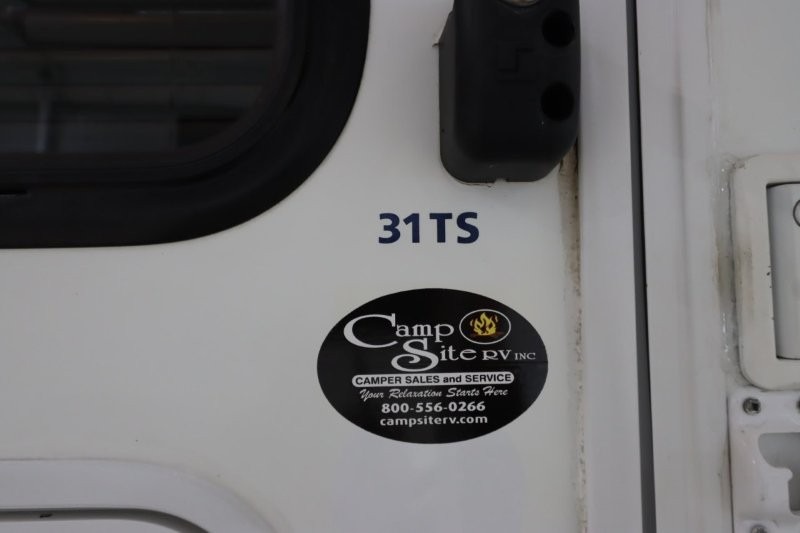 31TS
Camp
Site RV INC
CAMPER SALES and SERVICE
Your Relaxation Starts Here
800-556-0266
campsiterv.com